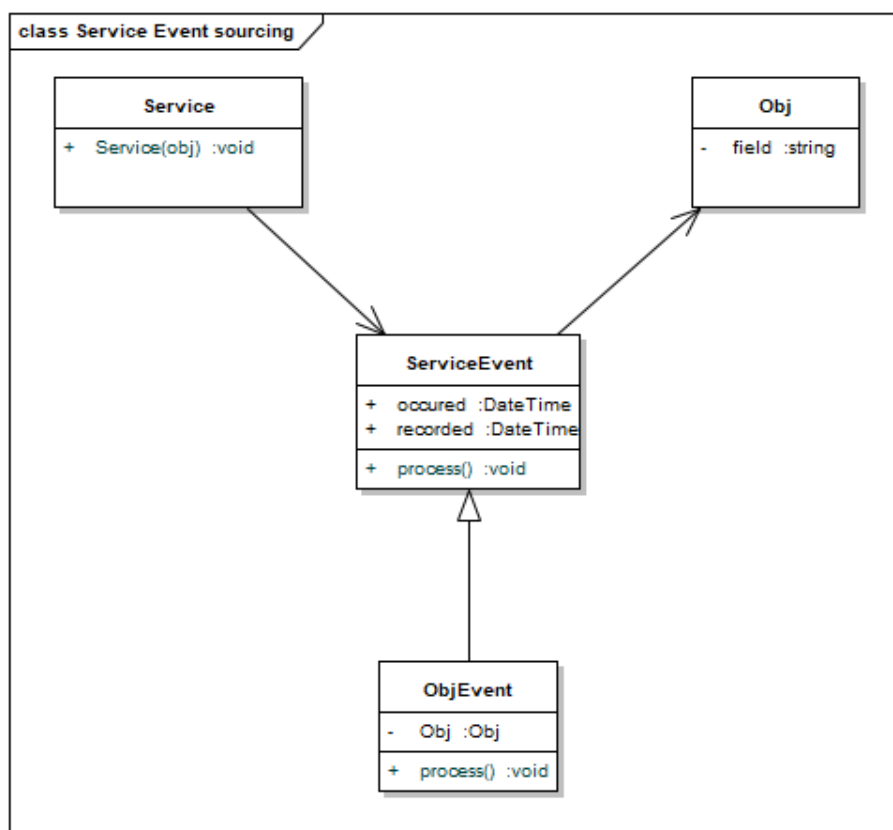 class Service Event sourcing
Service
+ Service(obj) :void
Obj
- field :string
ServiceEvent
+ occured :DateTime
+ recorded :DateTime
+ process() :void
ObjEvent
- Obj :Obj
+ process() :void